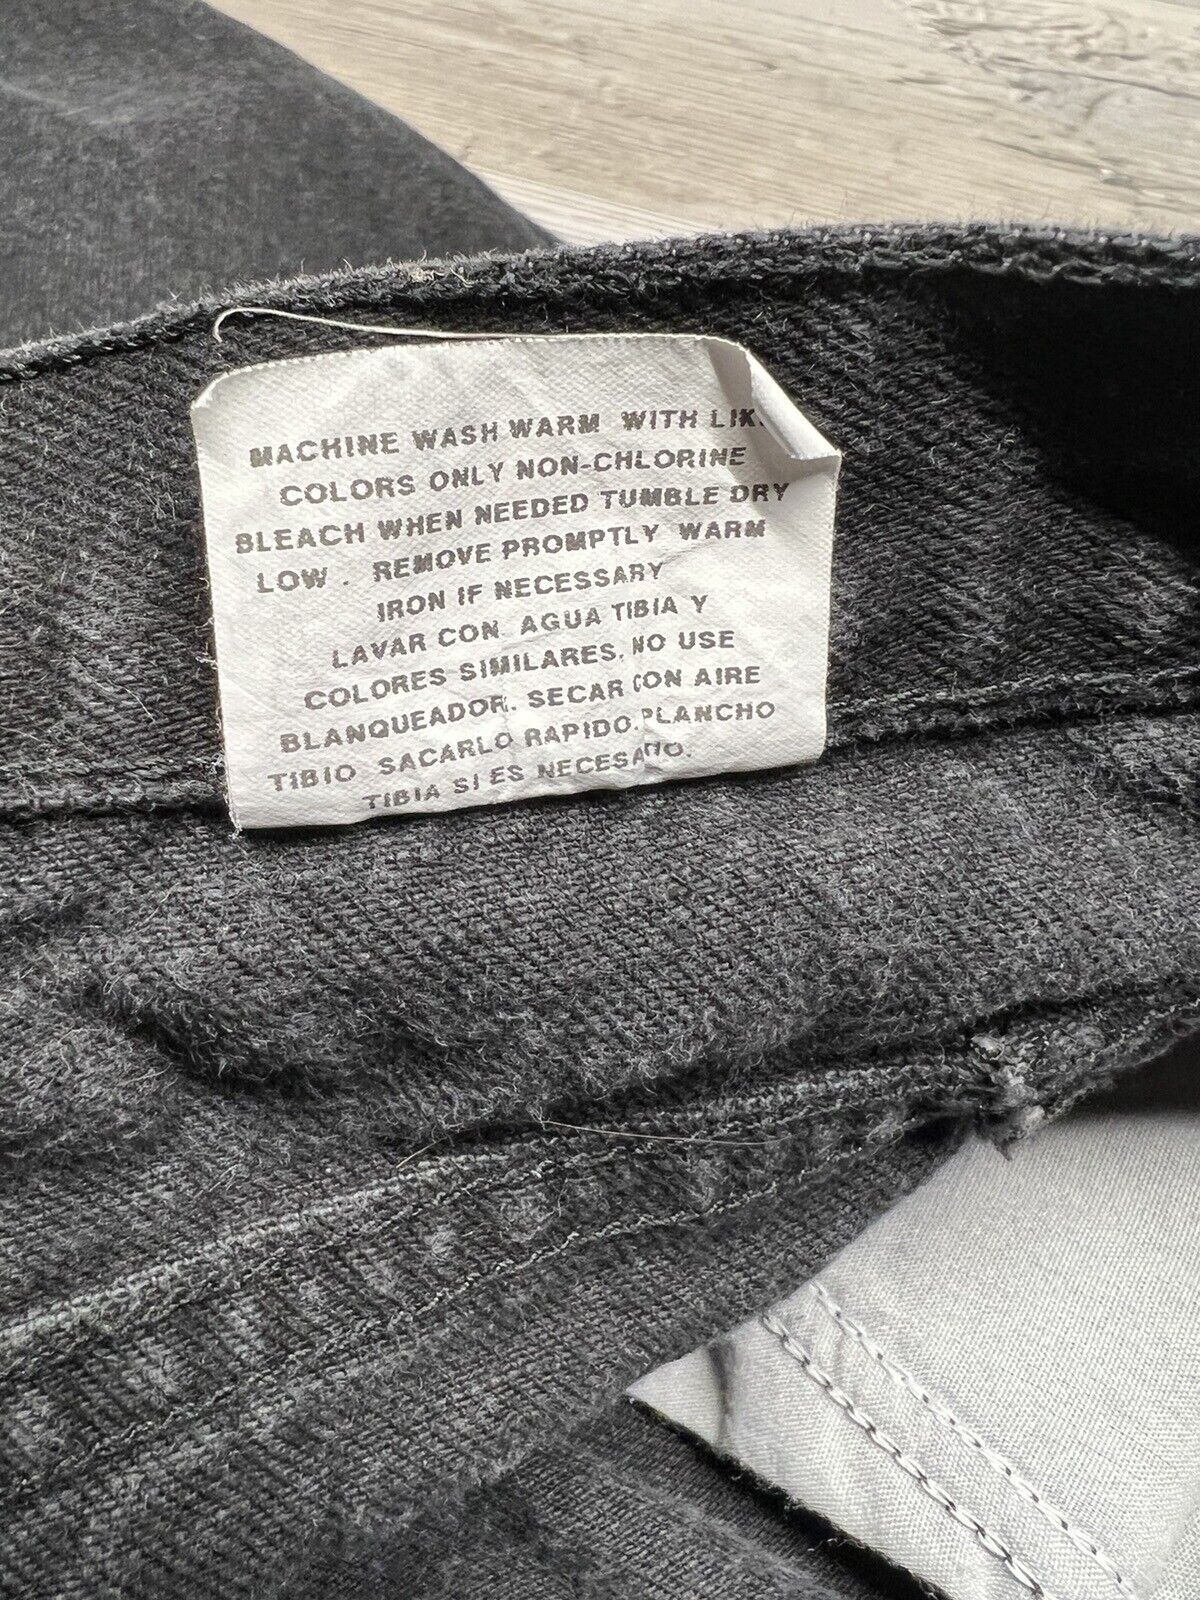 MACHINE WASH WARM WITH LIK
COLORS ONLY NON-CHLORINE
BLEACH WHEN NEEDED TUMBLE DRY
LOW . REMOVE PROMPTLY WARM
IRON IF NECESSARY
LAVAR CON AGUA TIBIA Y
COLORES SIMILARES. NO USE
BLANQUEADOR. SECAR CON AIRE
TIBIO SACARLO RAPIDO. PLANCHO
TIBIA SI ES NECESARIO.